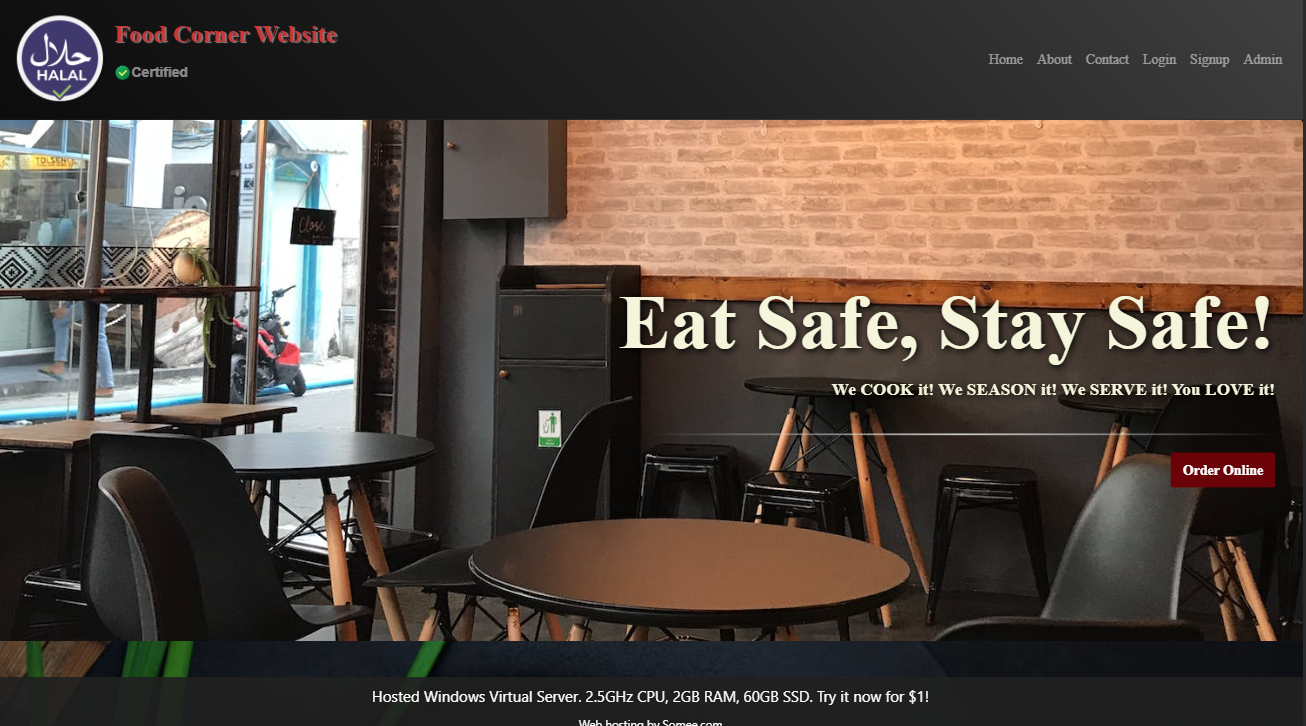 حلال
HALAL
Food Corner Website
Certified
Home About Contact Login Signup Admin
TOLSEN
Close
Eat Safe, Stay Safe!
We COOK it! We SEASON it! We SERVE it! You LOVE it!
Order Online
Hosted Windows Virtual Server. 2.5GHz CPU, 2GB RAM, 60GB SSD. Try it now for $1!
Web hosting by Somee.com